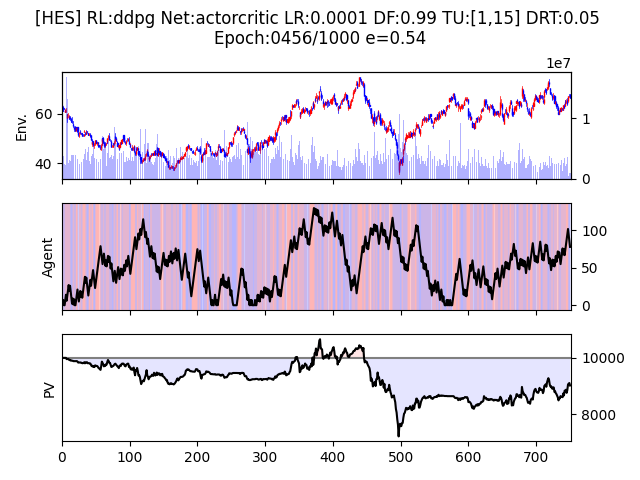 [HES] RL:ddpg Net:actorcritic LR:0.0001 DF:0.99 TU:[1,15] DRT:0.05
Epoch:0456/1000 e=0.54
1e7
Env.
60
40
1
0
Agent
100
50
0
PV
10000
8000
0 100 200 300 400 500 600 700